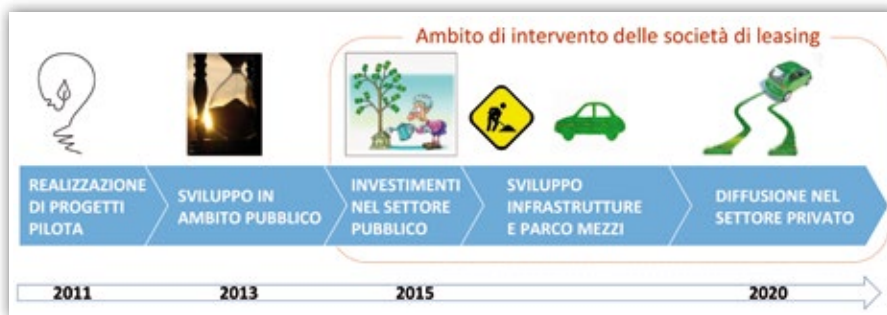 Ambito di intervento delle società di leasing
REALIZZAZIONE
DI PROGETTI
PILOTA
SVILUPPO IN
AMBITO PUBBLICO
INVESTIMENTI
NEL SETTORE
PUBBLICO
SVILUPPO
INFRASTRUTTURE
E PARCO MEZZI
DIFFUSIONE NEL
SETTORE PRIVATO
2011
2013
2015
2020